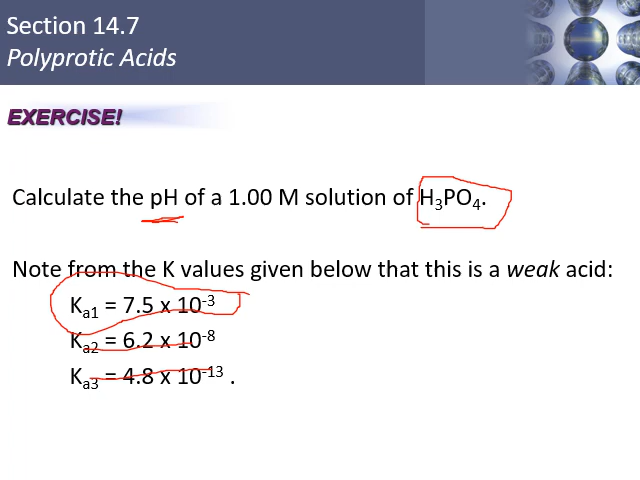 Section 14.7
Polyprotic Acids
EXERCISE!
Calculate the pH of a 1.00 M solution of H₃PO₄.
Note from the K values given below that this is a weak acid:
Kₐ₁ = 7.5 x 10⁻³
Kₐ₂ = 6.2 x 10⁻⁸
Kₐ₃ = 4.8 x 10⁻¹³ .